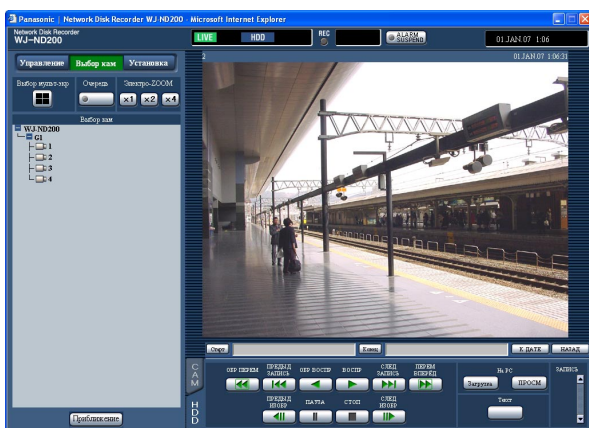 Panasonic | Network Disk Recorder WJ-ND200 - Microsoft Internet Explorer
Network Disk Recorder
WJ-ND200
LIVE HDD REC ALARM SUSPEND 01.JAN.07 1:06
01.JAN.07 1:06:31
Управление Выбор кам Установка
Выбор мульт-экр Очередь Электро-ZOOM
x1 x2 x4
Выбор кам
WJ-ND200
G1
1
2
3
4
Приближение
Старт Конец К ДАТЕ НАЗАД
CAM
HDD
ОБР ПЕРЕМ ПРЕДЫД ЗАПИСЬ ОБР ВОСПР ВОСПР СЛЕД ЗАПИСЬ ПЕРЕМ ВПЕРЁД
ПРЕДЫД ИЗОБР ПАУЗА СТОП СЛЕД ИЗОБР
На PC
Загрузка ПРОСМ
Текст
ЗАПИСЬ